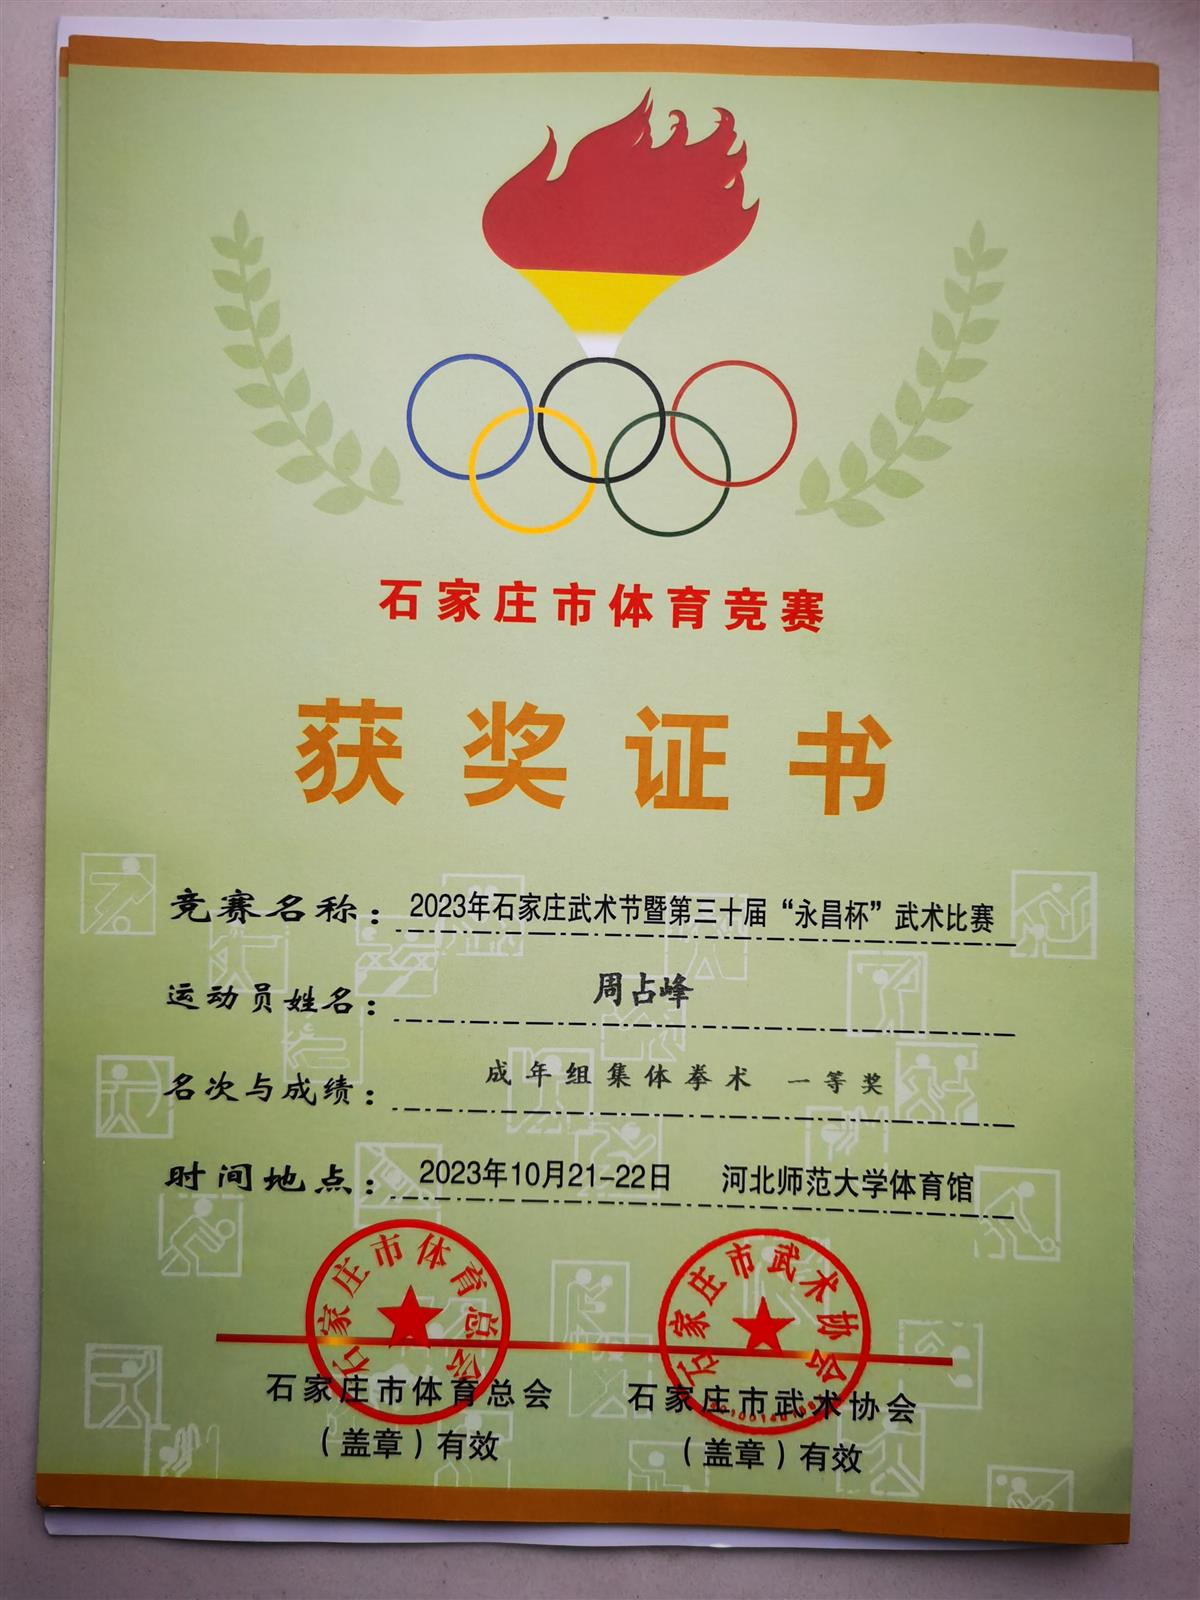 石家庄市体育竞赛
获奖证书
竞赛名称：2023年石家庄武术节暨第三十届“永昌杯”武术比赛
运动员姓名：周占峰
名次与成绩：成年组集体拳术 一等奖
时间地点：2023年10月21-22日 河北师范大学体育馆
石家庄市体育总会
石家庄市武术协会
石家庄市体育总会 石家庄市武术协会
（盖章）有效 （盖章）有效